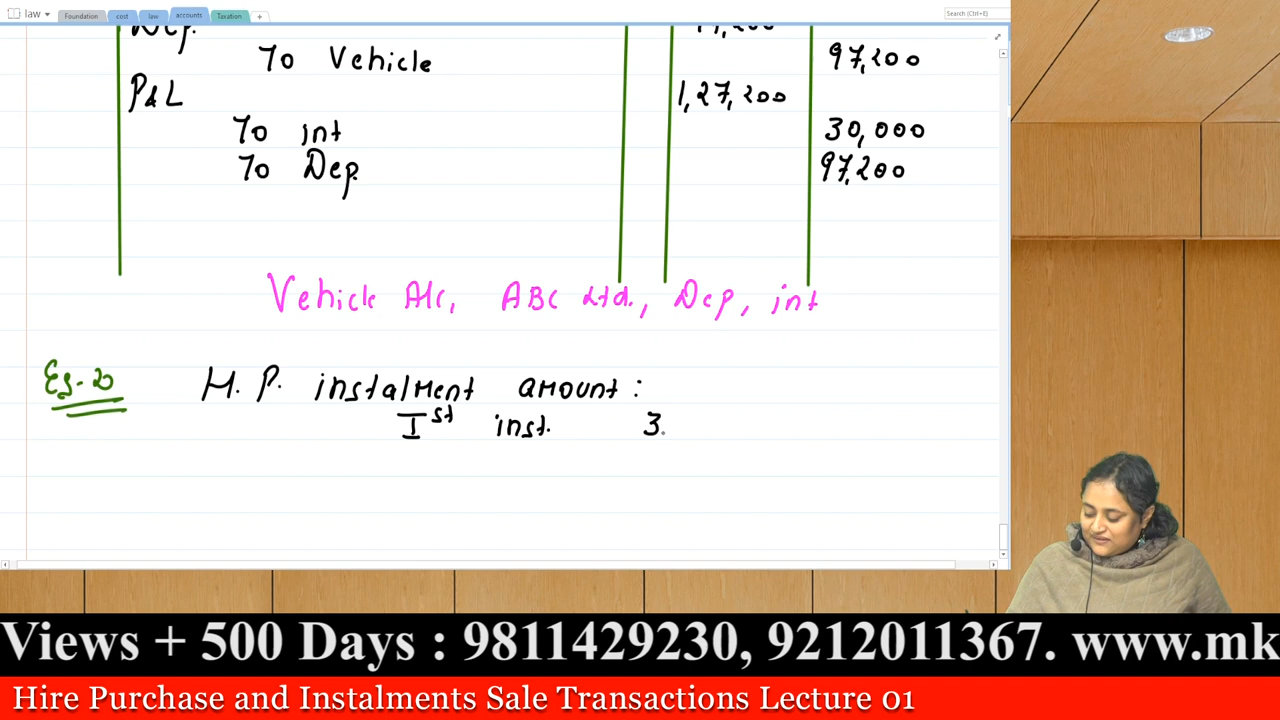 law
Foundation cost law accounts Taxation +
Search (Ctrl+E)
Dep.
To Vehicle 97,200
P&L 1,27,200
To int 30,000
To Dep. 97,200
Vehicle A/c, ABC Ltd., Dep, int
Eg-20 H. P. instalment amount :
Ist inst. 3
Views + 500 Days : 9811429230, 9212011367. www.mk
Hire Purchase and Instalments Sale Transactions Lecture 01